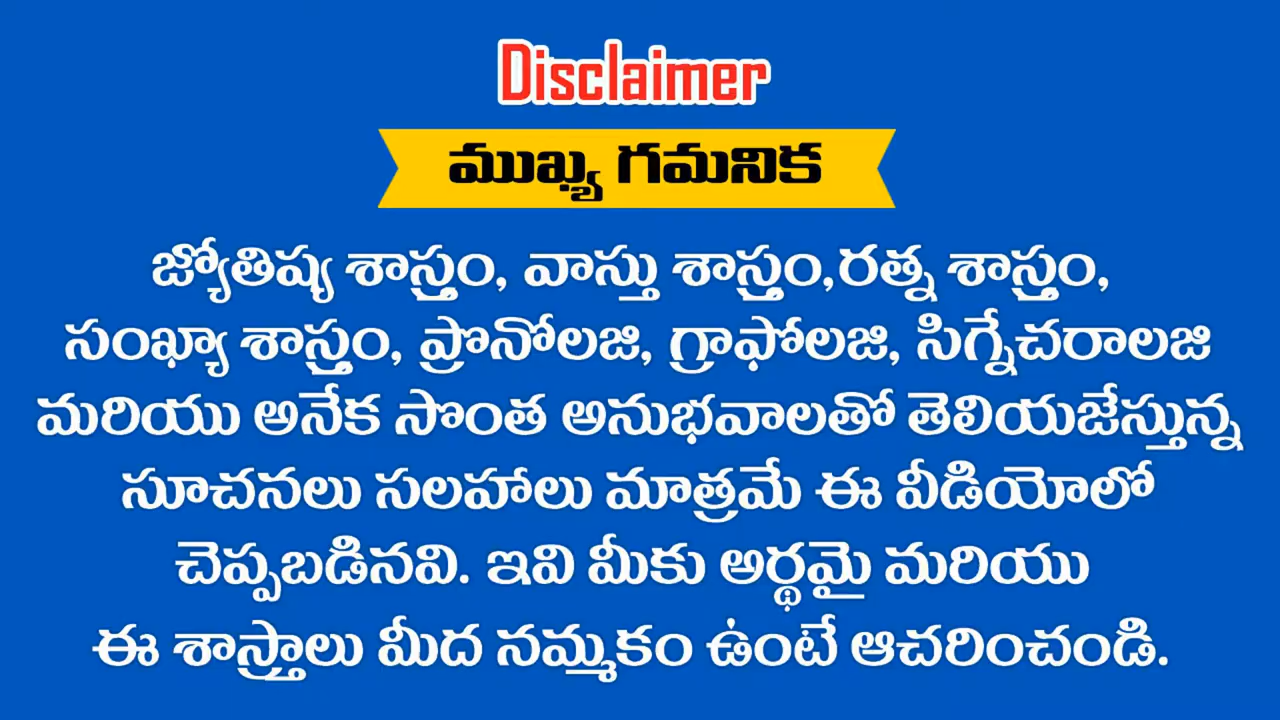 Disclaimer
ముఖ్య గమనిక
జ్యోతిష్య శాస్త్రం, వాస్తు శాస్త్రం,రత్న శాస్త్రం,
సంఖ్యా శాస్త్రం, ప్రొనోలజి, గ్రాఫోలజి, సిగ్నేచరాలజి
మరియు అనేక సొంత అనుభవాలతో తెలియజేస్తున్న
సూచనలు సలహాలు మాత్రమే ఈ వీడియోలో
చెప్పబడినవి. ఇవి మీకు అర్థమై మరియు
ఈ శాస్త్రాలు మీద నమ్మకం ఉంటే ఆచరించండి.